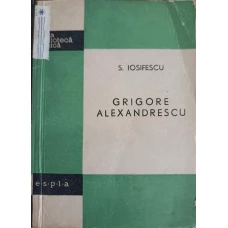 S. IOSIFESCU
GRIGORE
ALEXANDRESCU
e·s·p·l·a